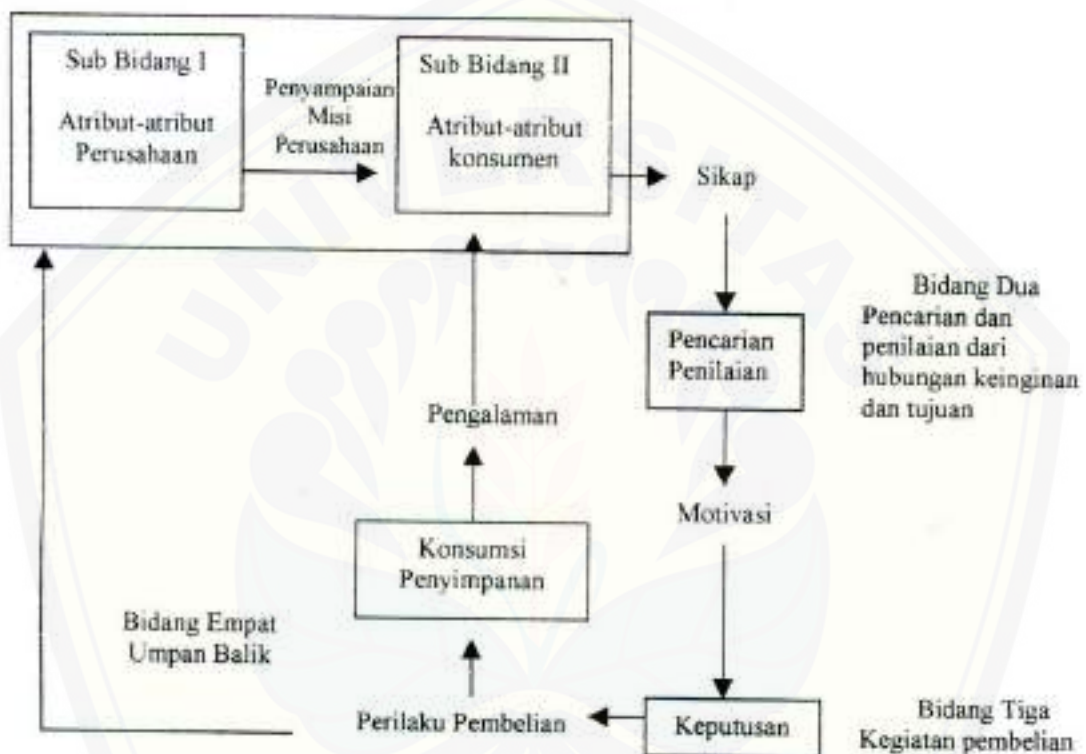 Sub Bidang I
Atribut-atribut
Perusahaan
Penyampaian
Misi
Perusahaan
Sub Bidang II
Atribut-atribut
konsumen
Sikap
Bidang Dua
Pencarian dan
penilaian dari
hubungan keinginan
dan tujuan
Pencarian
Penilaian
Pengalaman
Motivasi
Konsumsi
Penyimpanan
Bidang Empat
Umpan Balik
Perilaku Pembelian
Keputusan
Bidang Tiga
Kegiatan pembelian
UNIVERSITAS